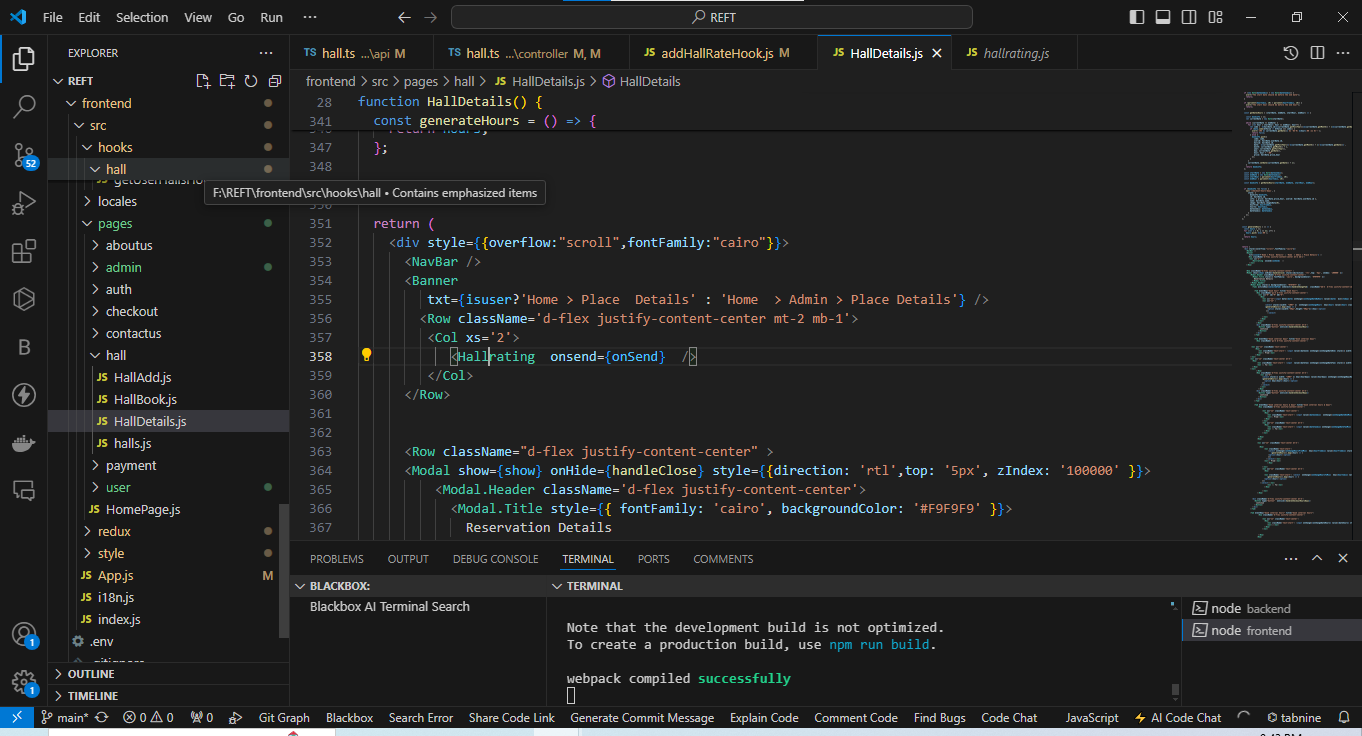 File Edit Selection View Go Run ···
REFT
EXPLORER
REFT
frontend
src
hooks
hall
F:\REFT\frontend\src\hooks\hall • Contains emphasized items
locales
pages
aboutus
admin
auth
checkout
contactus
hall
JS HallAdd.js
JS HallBook.js
JS HallDetails.js
JS halls.js
payment
user
JS HomePage.js
redux
style
JS App.js M
JS i18n.js
JS index.js
.env
OUTLINE
TIMELINE
52
1
1
TS hall.ts ...\api M
TS hall.ts ...\controller M, M
JS addHallRateHook.js M
JS HallDetails.js
JS hallrating.js
frontend > src > pages > hall > JS HallDetails.js > HallDetails
28 function HallDetails() {
341 const generateHours = () => {
347 };
348
351 return (
352 <div style={{overflow:"scroll",fontFamily:"cairo"}}>
353 <NavBar />
354 <Banner
355 txt={isuser?'Home > Place  Details' : 'Home  > Admin > Place Details'} />
356 <Row className='d-flex justify-content-center mt-2 mb-1'>
357 <Col xs='2'>
358 <Hallrating  onsend={onSend}  />
359 </Col>
360 </Row>
361
362
363 <Row className="d-flex justify-content-center" >
364 <Modal show={show} onHide={handleClose} style={{direction: 'rtl',top: '5px', zIndex: '100000' }}>
365 <Modal.Header className='d-flex justify-content-center'>
366 <Modal.Title style={{ fontFamily: 'cairo', backgroundColor: '#F9F9F9' }}>
367 Reservation Details
PROBLEMS OUTPUT DEBUG CONSOLE TERMINAL PORTS COMMENTS
BLACKBOX:
Blackbox AI Terminal Search
TERMINAL
Note that the development build is not optimized.
To create a production build, use npm run build.
webpack compiled successfully
node backend
node frontend
main* 0 0 0 Git Graph Blackbox Search Error Share Code Link Generate Commit Message Explain Code Comment Code Find Bugs Code Chat JavaScript AI Code Chat tabnine